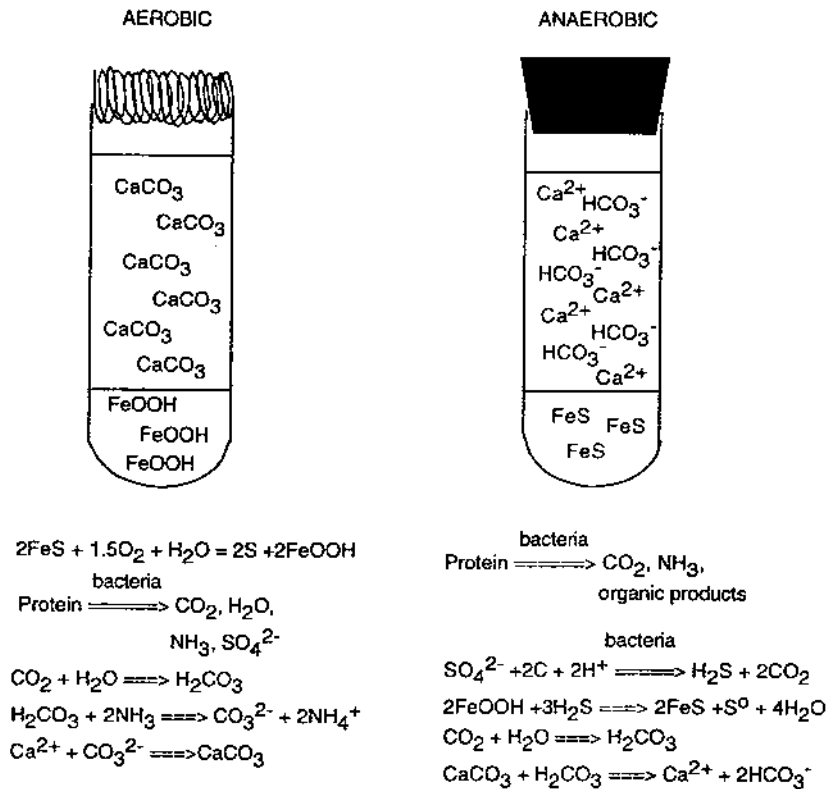 AEROBIC
CaCO₃
CaCO₃
CaCO₃
CaCO₃
CaCO₃
CaCO₃
FeOOH
FeOOH
FeOOH
2FeS + 1.5O₂ + H₂O = 2S +2FeOOH
bacteria
Protein ====> CO₂, H₂O,
NH₃, SO₄²⁻
CO₂ + H₂O ===> H₂CO₃
H₂CO₃ + 2NH₃ ===> CO₃²⁻ + 2NH₄⁺
Ca²⁺ + CO₃²⁻ ===>CaCO₃
ANAEROBIC
Ca²⁺ HCO₃⁻
Ca²⁺
HCO₃⁻
HCO₃⁻
Ca²⁺
Ca²⁺
HCO₃⁻
HCO₃⁻
Ca²⁺
FeS FeS
FeS
bacteria
Protein ====> CO₂, NH₃,
organic products
bacteria
SO₄²⁻ +2C + 2H⁺ ====> H₂S + 2CO₂
2FeOOH +3H₂S ===> 2FeS +S⁰ + 4H₂O
CO₂ + H₂O ===> H₂CO₃
CaCO₃ + H₂CO₃ ===> Ca²⁺ + 2HCO₃⁻